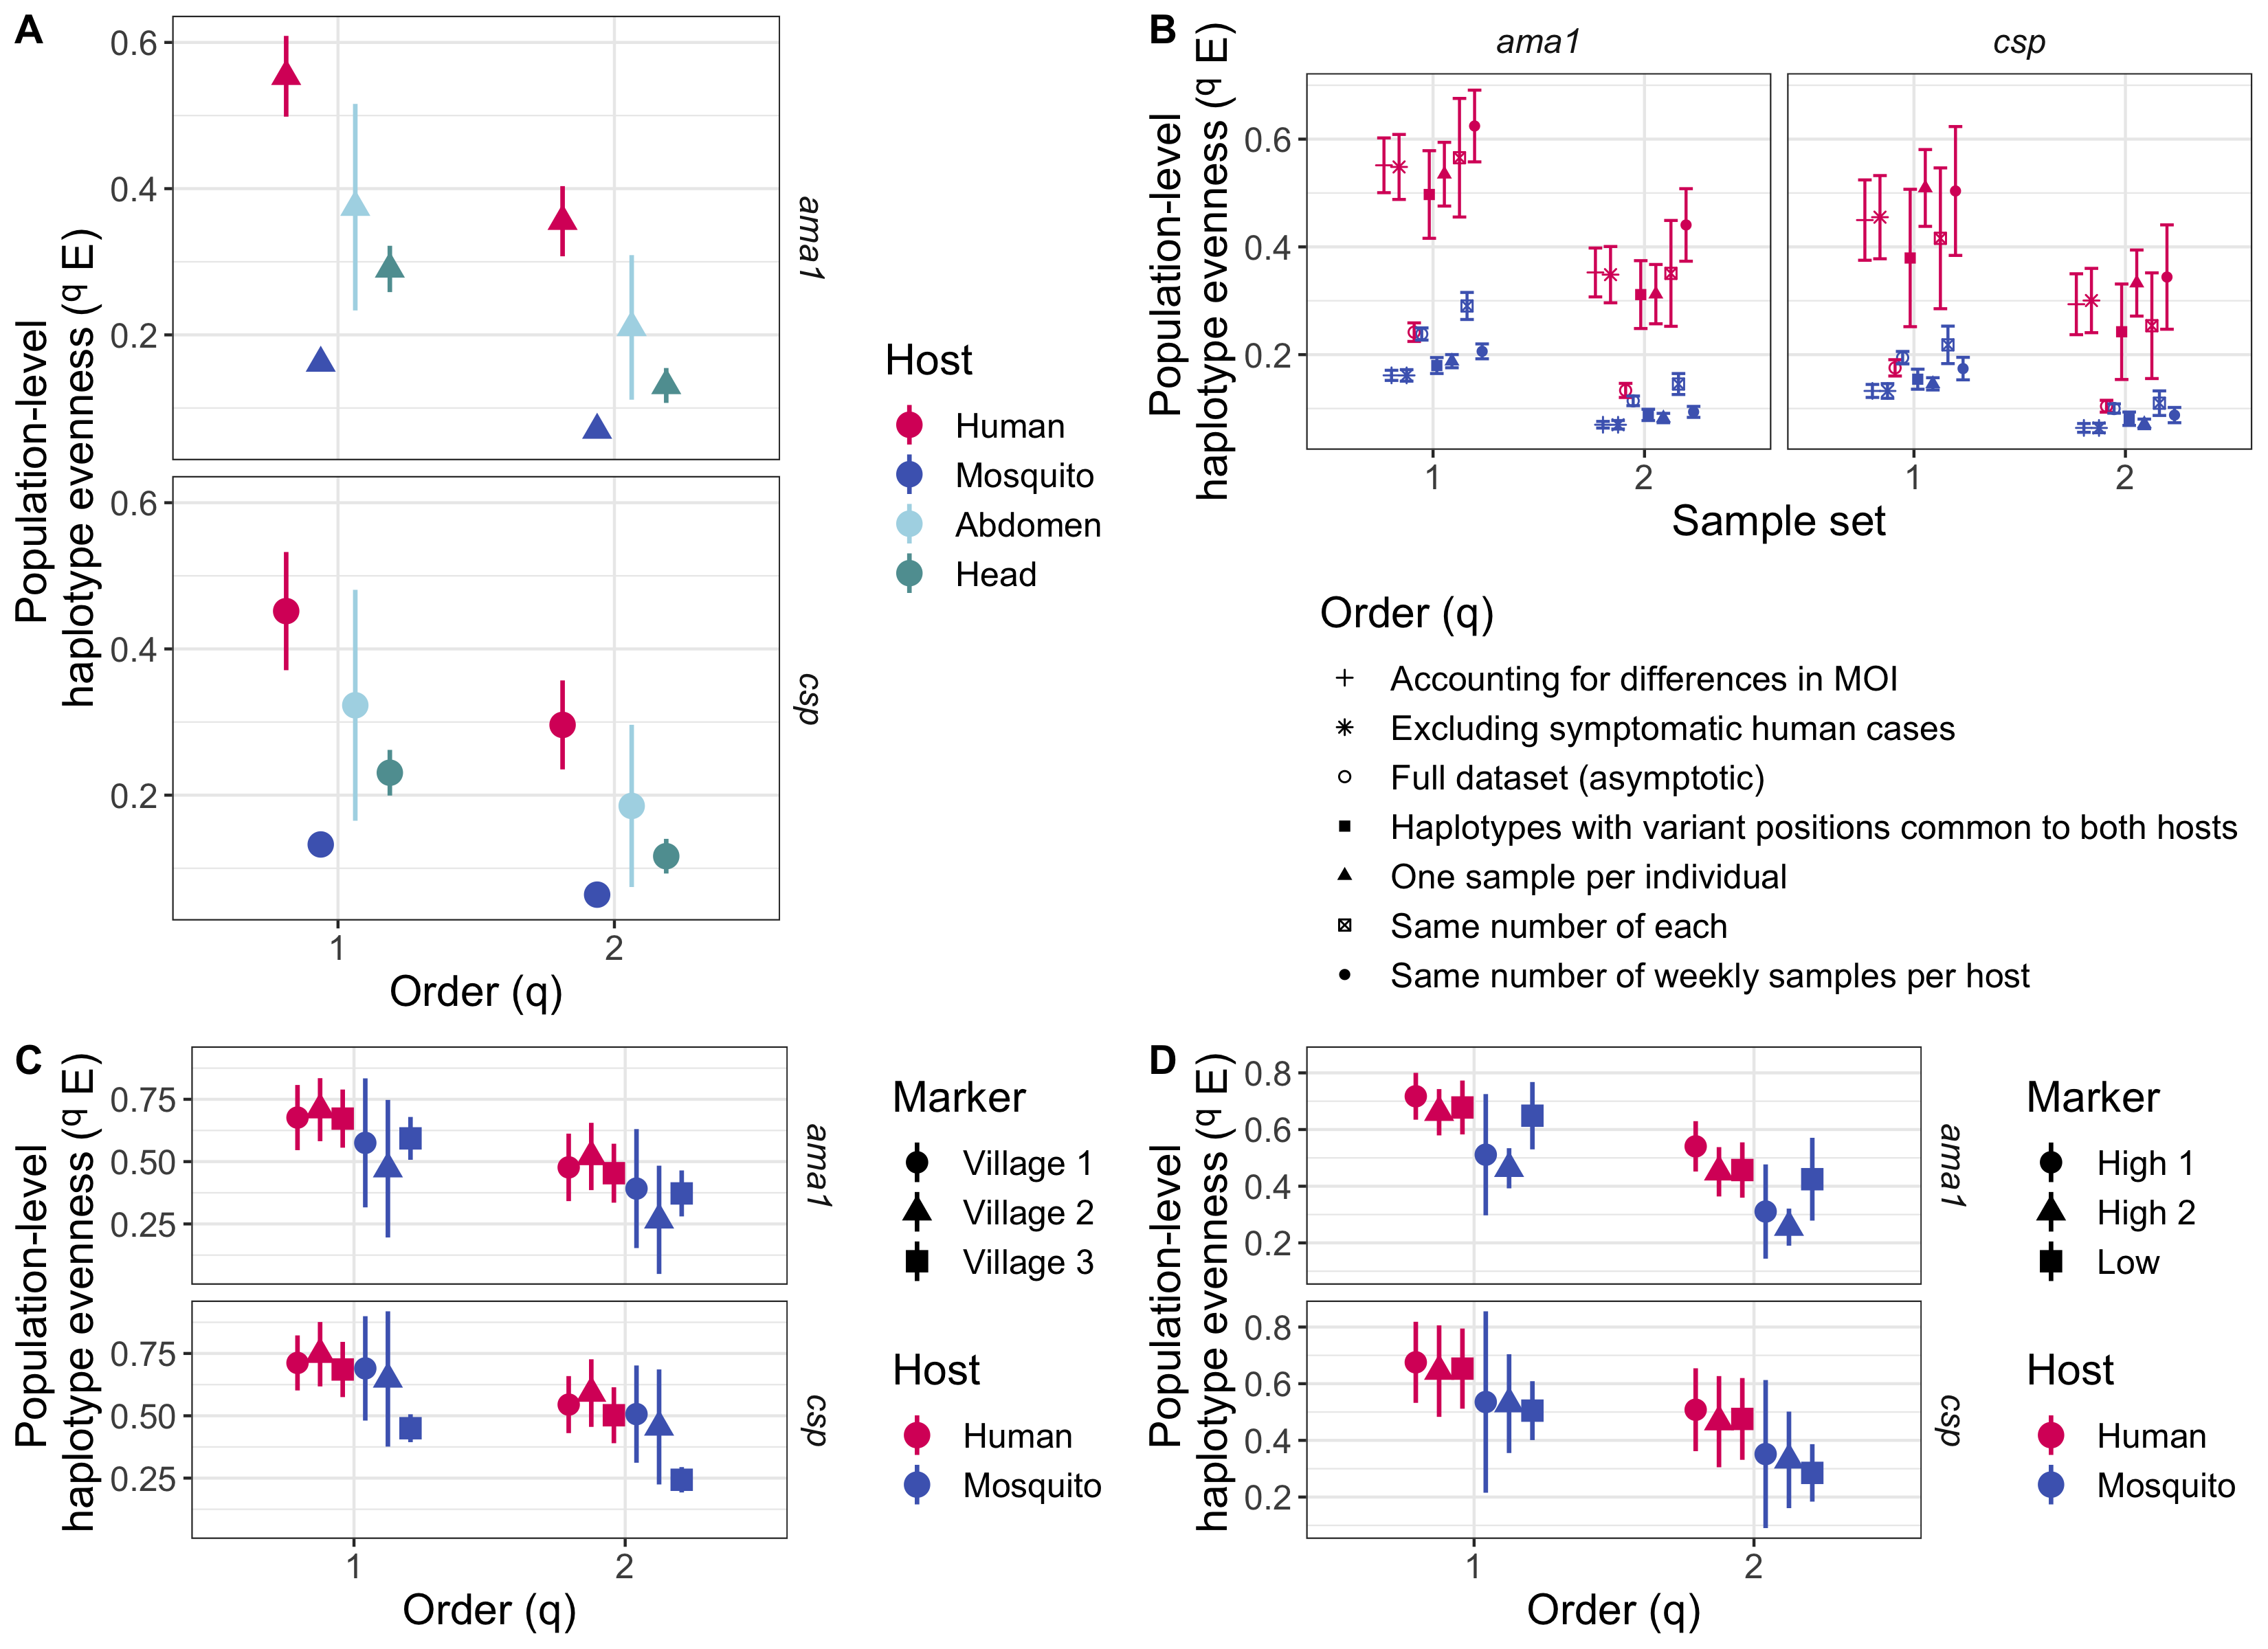 A
Population-level
haplotype evenness (q E)
0.6
0.4
0.2
ama1
0.6
0.4
0.2
csp
1
2
Order (q)
Host
Human
Mosquito
Abdomen
Head
B
Population-level
haplotype evenness (q E)
ama1
csp
0.6
0.4
0.2
1
2
1
2
Sample set
Order (q)
Accounting for differences in MOI
Excluding symptomatic human cases
Full dataset (asymptotic)
Haplotypes with variant positions common to both hosts
One sample per individual
Same number of each
Same number of weekly samples per host
C
Population-level
haplotype evenness (q E)
0.75
0.50
0.25
ama1
0.75
0.50
0.25
csp
1
2
Order (q)
Marker
Village 1
Village 2
Village 3
Host
Human
Mosquito
D
Population-level
haplotype evenness (q E)
0.8
0.6
0.4
0.2
ama1
0.8
0.6
0.4
0.2
csp
1
2
Order (q)
Marker
High 1
High 2
Low
Host
Human
Mosquito